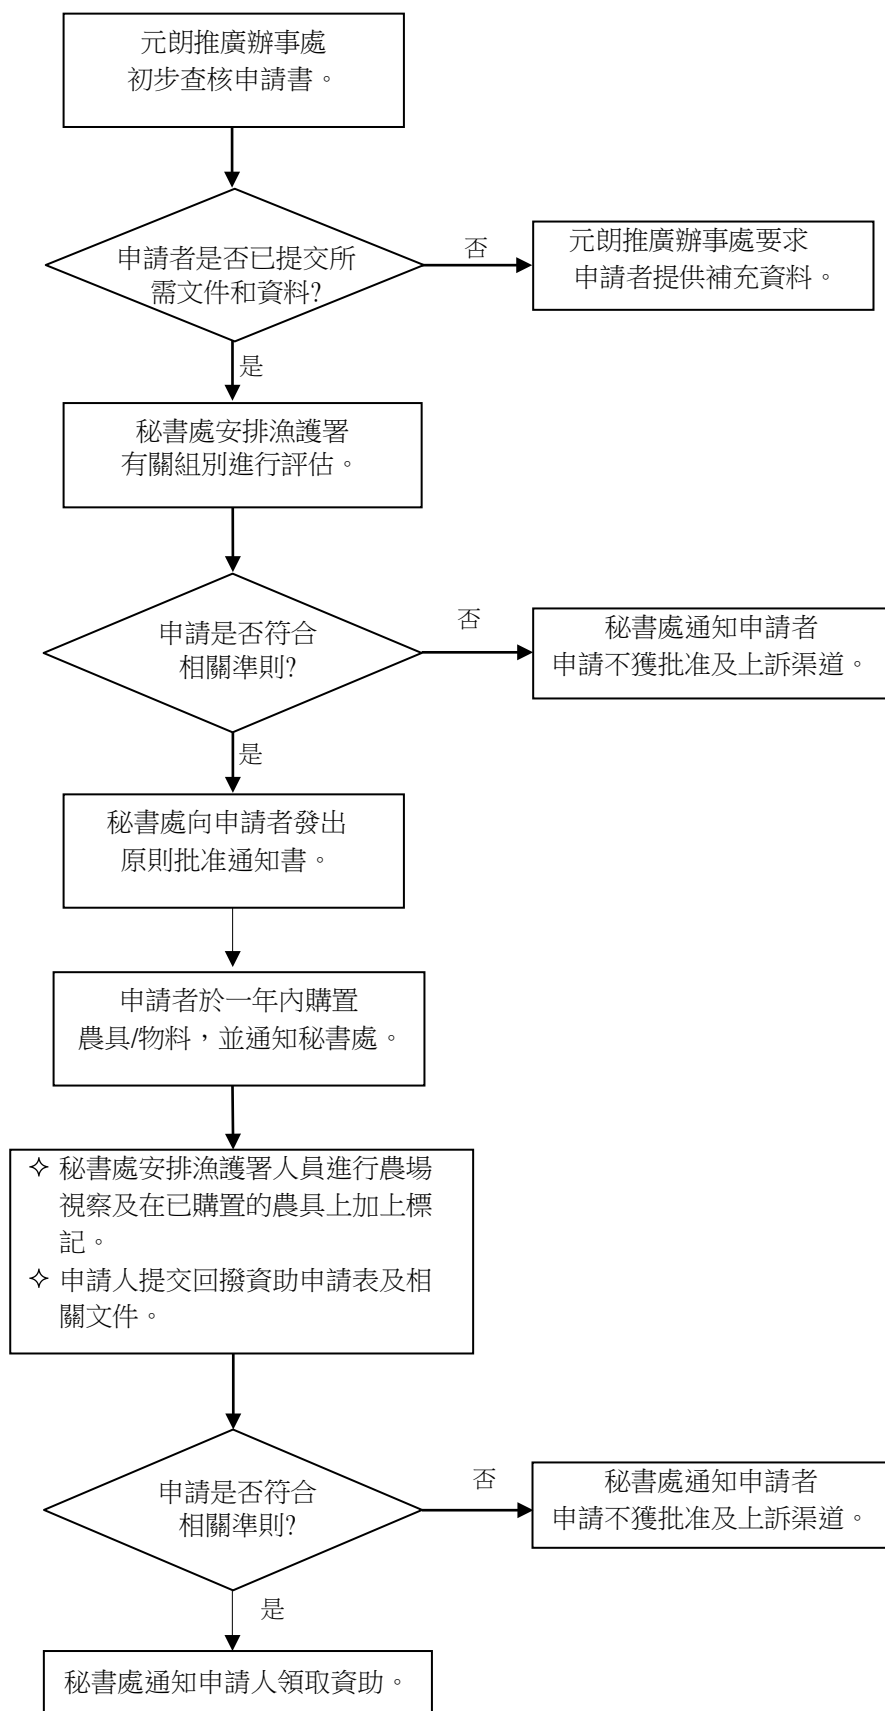 元朗推廣辦事處
初步查核申請書。
申請者是否已提交所
需文件和資料?
否
元朗推廣辦事處要求
申請者提供補充資料。
是
秘書處安排漁護署
有關組別進行評估。
申請是否符合
相關準則?
否
秘書處通知申請者
申請不獲批准及上訴渠道。
是
秘書處向申請者發出
原則批准通知書。
申請者於一年內購置
農具/物料，並通知秘書處。
✧ 秘書處安排漁護署人員進行農場
視察及在已購置的農具上加上標
記。
✧ 申請人提交回撥資助申請表及相
關文件。
申請是否符合
相關準則?
否
秘書處通知申請者
申請不獲批准及上訴渠道。
是
秘書處通知申請人領取資助。